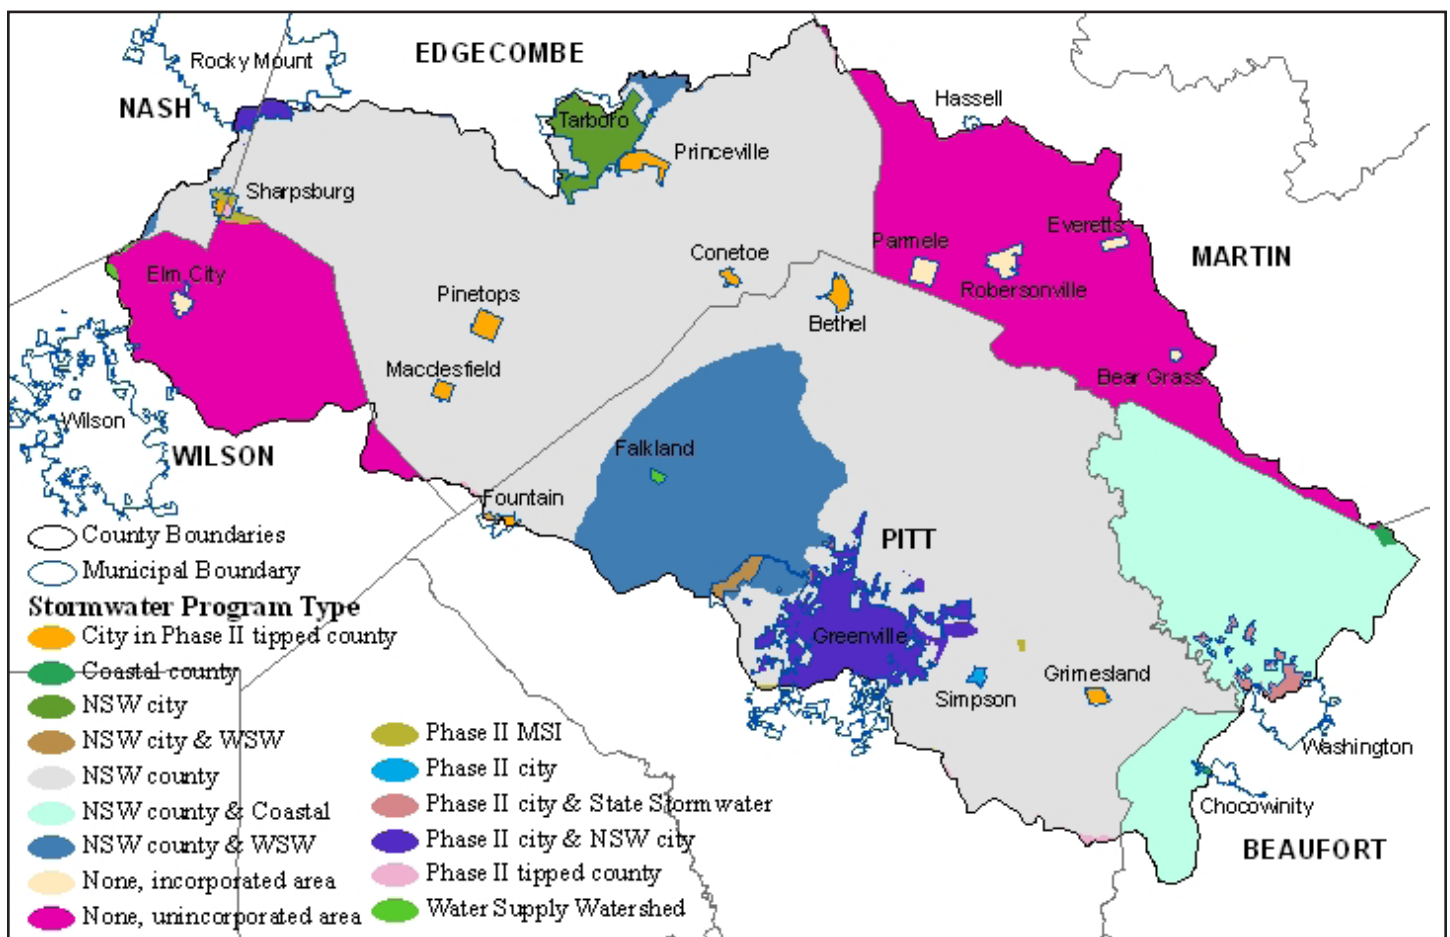 EDGECOMBE
Rocky Mount
NASH
Hassell
Tarboro
Princeville
Sharpsburg
Everetts
Parmele
MARTIN
Conetoe
Elm City
Robersonville
Pinetops
Bethel
Macclesfield
Bear Grass
Wilson
WILSON
Falkland
Fountain
PITT
Greenville
Grimesland
Simpson
Washington
Chocowinity
BEAUFORT
County Boundaries
Municipal Boundary
Stormwater Program Type
City in Phase II tipped county
Coastal county
NSW city
NSW city & WSW
NSW county
NSW county & Coastal
NSW county & WSW
None, incorporated area
None, unincorporated area
Phase II MSI
Phase II city
Phase II city & State Stormwater
Phase II city & NSW city
Phase II tipped county
Water Supply Watershed